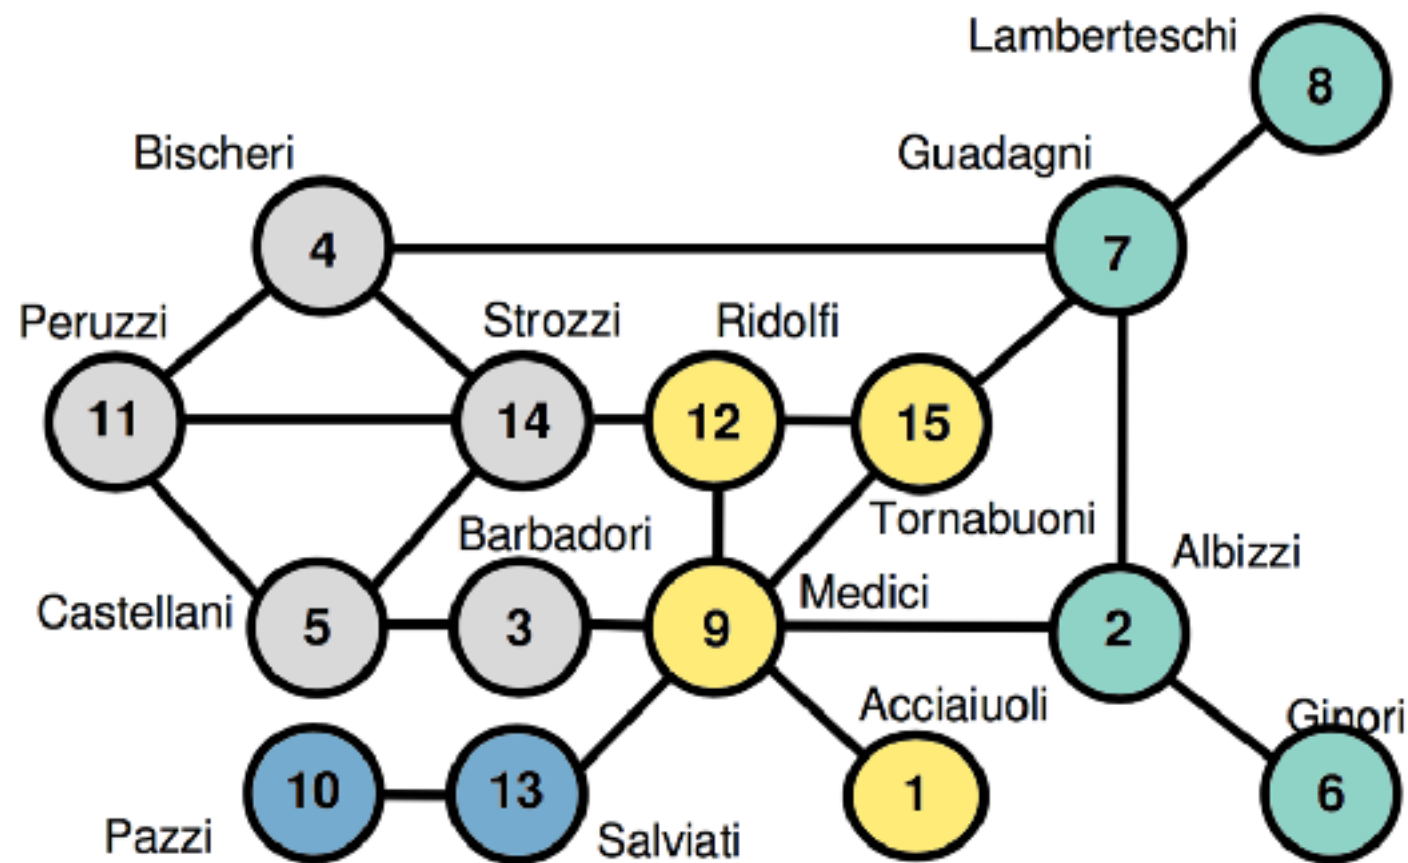 Lamberteschi
8
Bischeri
Guadagni
4
7
Peruzzi
Strozzi
Ridolfi
11
14
12
15
Barbadori
Tornabuoni
Albizzi
Castellani
Medici
5
3
9
2
Acciaiuoli
Ginori
10
13
1
6
Pazzi
Salviati